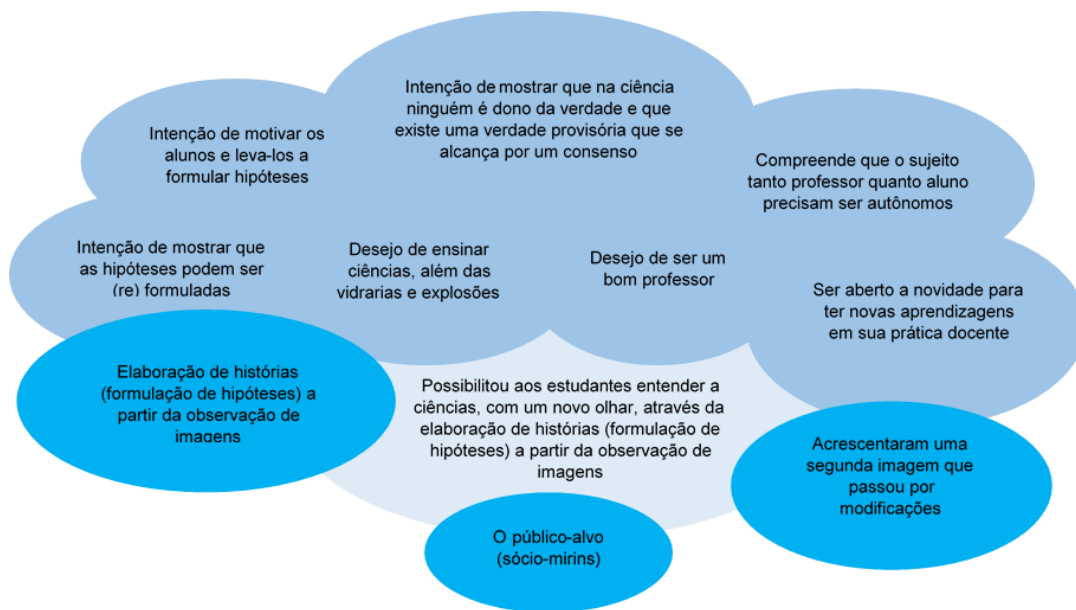 Intenção de mostrar que na ciência
ninguém é dono da verdade e que
existe uma verdade provisória que se
alcança por um consenso
Intenção de motivar os
alunos e leva-los a
formular hipóteses
Compreende que o sujeito
tanto professor quanto aluno
precisam ser autônomos
Intenção de mostrar que
as hipóteses podem ser
(re) formuladas
Desejo de ensinar
ciências, além das
vidrarias e explosões
Desejo de ser um
bom professor
Ser aberto a novidade para
ter novas aprendizagens
em sua prática docente
Elaboração de histórias
(formulação de hipóteses) a
partir da observação de
imagens
Possibilitou aos estudantes entender a
ciências, com um novo olhar, através da
elaboração de histórias (formulação de
hipóteses) a partir da observação de
imagens
Acrescentaram uma
segunda imagem que
passou por
modificações
O público-alvo
(sócio-mirins)